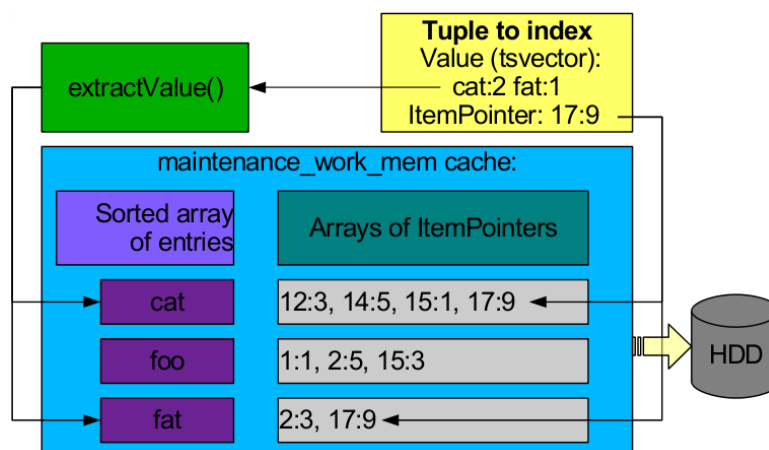 Tuple to index
Value (tsvector):
cat:2 fat:1
ItemPointer: 17:9
extractValue()
maintenance_work_mem cache:
Sorted array
of entries
Arrays of ItemPointers
cat
12:3, 14:5, 15:1, 17:9
foo
1:1, 2:5, 15:3
fat
2:3, 17:9
HDD